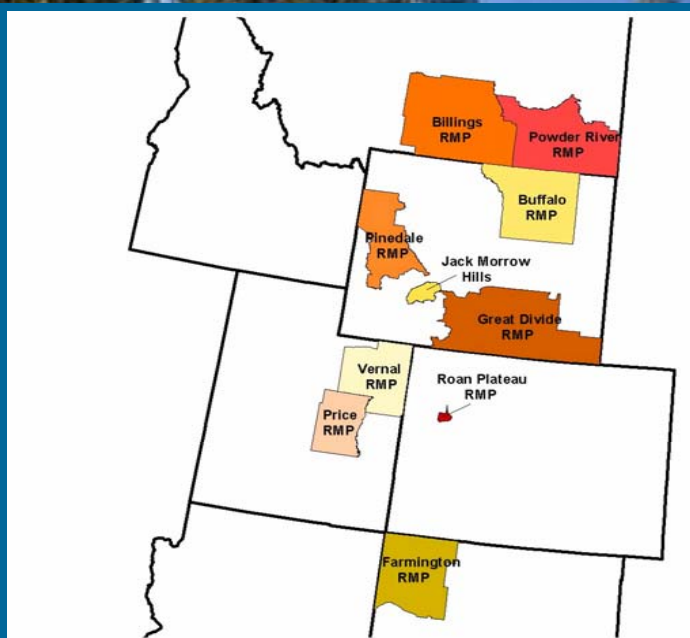 Billings
RMP
Powder River
RMP
Buffalo
RMP
Pinedale
RMP
Jack Morrow
Hills
Great Divide
RMP
Vernal
RMP
Roan Plateau
RMP
Price
RMP
Farmington
RMP